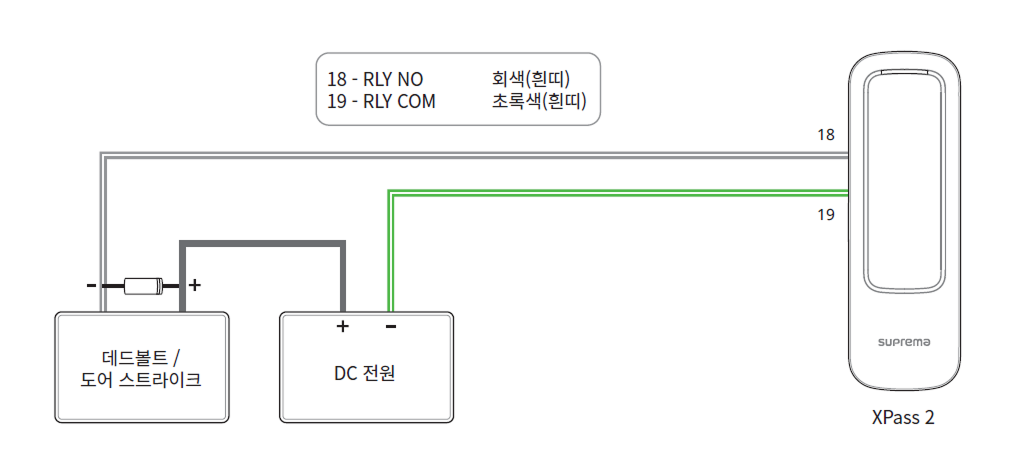 18 - RLY NO 회색(흰띠)
19 - RLY COM 초록색(흰띠)
18
19
- +
+ -
데드볼트 /
도어 스트라이크
DC 전원
suprema
XPass 2